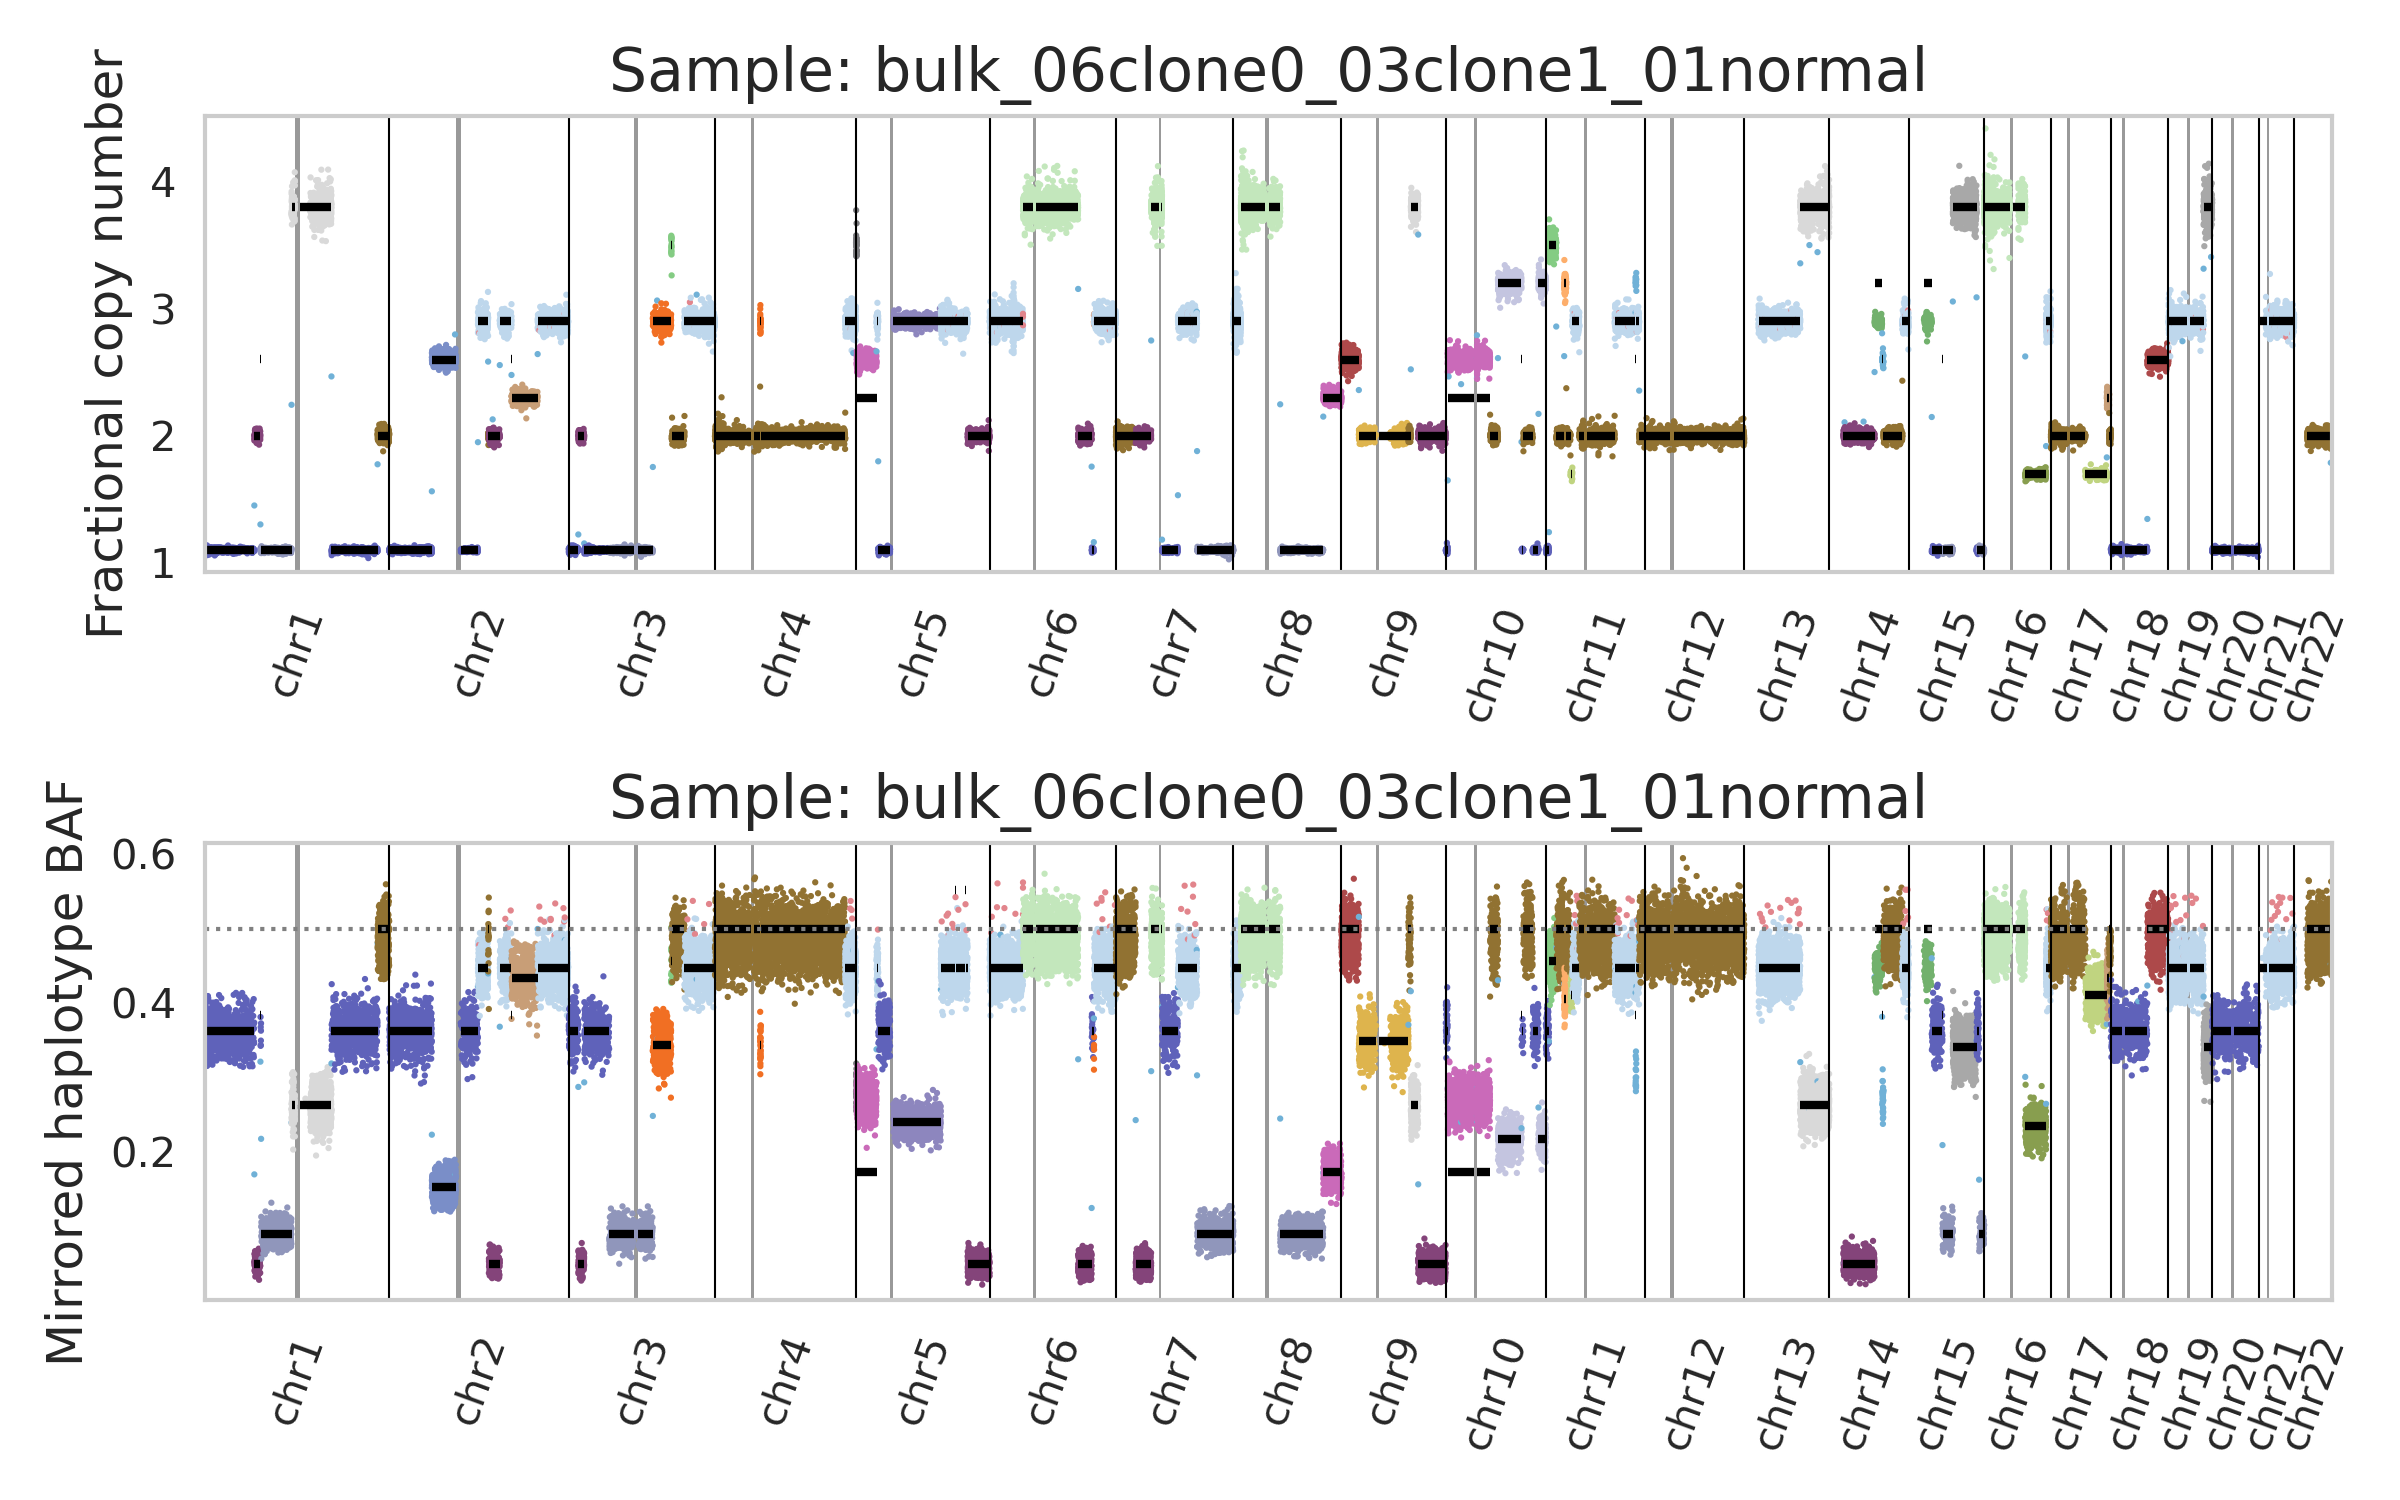 Sample: bulk_06clone0_03clone1_01normal
Fractional copy number
4
3
2
1
chr1 chr2 chr3 chr4 chr5 chr6 chr7 chr8 chr9 chr10 chr11 chr12 chr13 chr14 chr15 chr16 chr17 chr18 chr19 chr20 chr21 chr22
Sample: bulk_06clone0_03clone1_01normal
Mirrored haplotype BAF
0.6
0.4
0.2
chr1 chr2 chr3 chr4 chr5 chr6 chr7 chr8 chr9 chr10 chr11 chr12 chr13 chr14 chr15 chr16 chr17 chr18 chr19 chr20 chr21 chr22